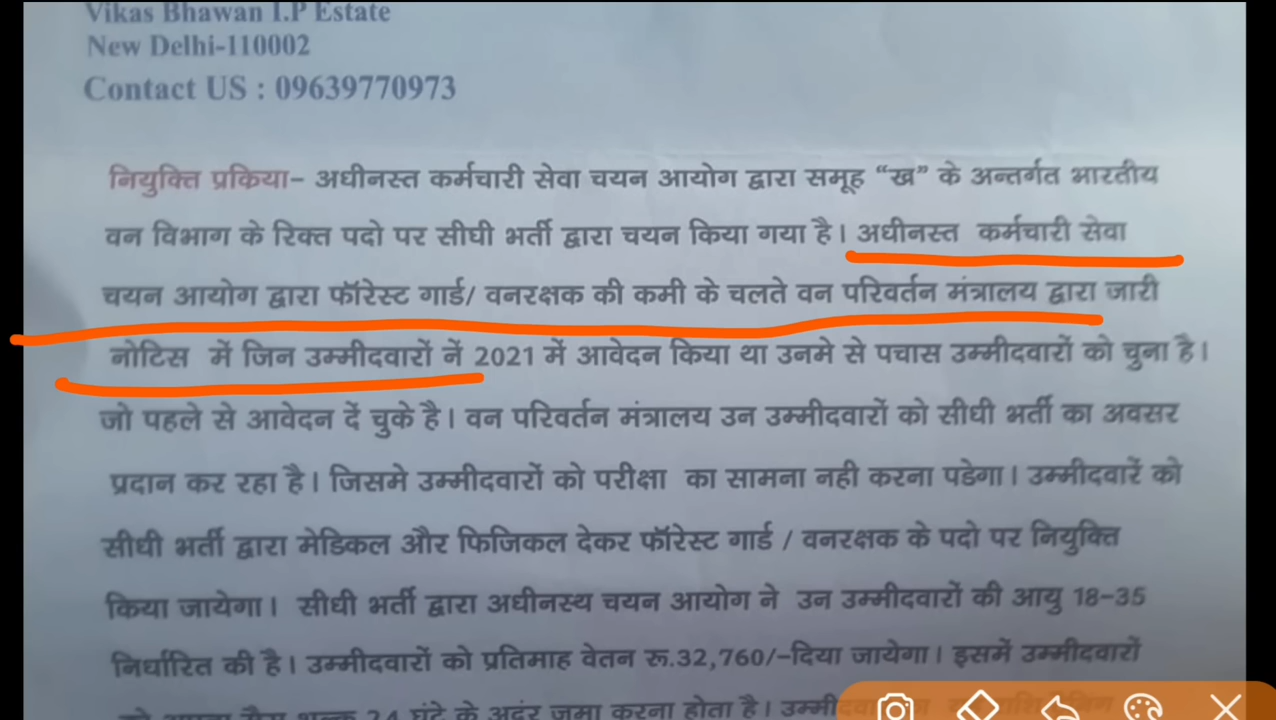 Vikas Bhawan I.P Estate
New Delhi-110002
Contact US : 09639770973
नियुक्ति प्रकिया- अधीनस्त कर्मचारी सेवा चयन आयोग द्वारा समूह “ख” के अन्तर्गत भारतीय
वन विभाग के रिक्त पदो पर सीधी भर्ती द्वारा चयन किया गया है। अधीनस्त कर्मचारी सेवा
चयन आयोग द्वारा फॉरेस्ट गार्ड/ वनरक्षक की कमी के चलते वन परिवर्तन मंत्रालय द्वारा जारी
नोटिस में जिन उम्मीदवारों नें 2021 में आवेदन किया था उनमे से पचास उम्मीदवारों को चुना है।
जो पहले से आवेदन दें चुके है। वन परिवर्तन मंत्रालय उन उम्मीदवारों को सीधी भर्ती का अवसर
प्रदान कर रहा है। जिसमे उम्मीदवारों को परीक्षा का सामना नही करना पडेगा। उम्मीदवारें को
सीधी भर्ती द्वारा मेडिकल और फिजिकल देकर फॉरेस्ट गार्ड / वनरक्षक के पदो पर नियुक्ति
किया जायेगा। सीधी भर्ती द्वारा अधीनस्थ चयन आयोग ने उन उम्मीदवारों की आयु 18-35
निर्धारित की है। उम्मीदवारों को प्रतिमाह वेतन रू.32,760/-दिया जायेगा। इसमें उम्मीदवारों
24 घंटे के अदंर जमा करना होता है।